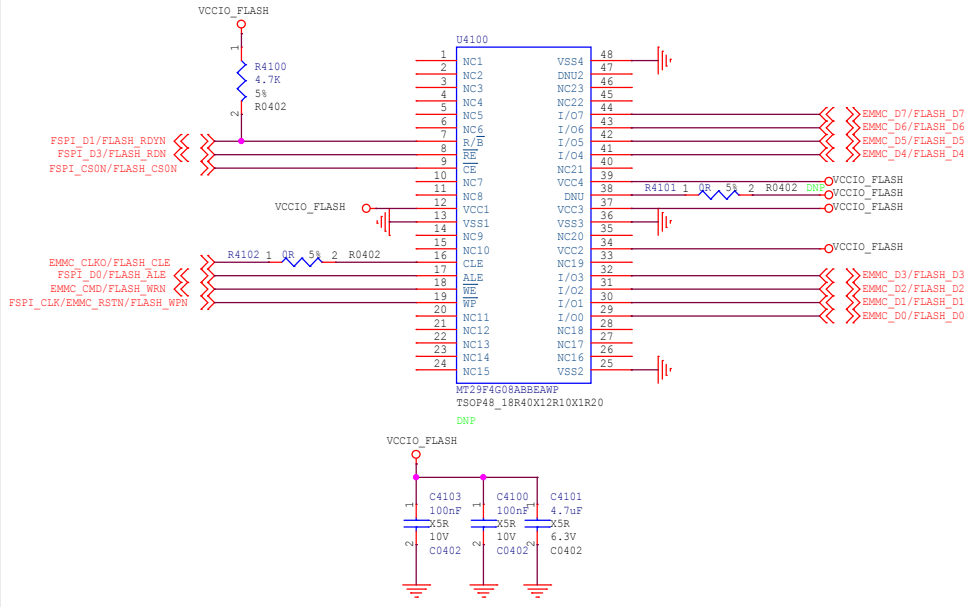 VCCIO_FLASH
1
R4100
4.7K
5%
R0402
2
U4100
1 NC1
2 NC2
3 NC3
4 NC4
5 NC5
6 NC6
FSPI_D1/FLASH_RDYN 7 R/B
FSPI_D3/FLASH_RDN 8 RE
FSPI_CS0N/FLASH_CS0N 9 CE
10 NC7
11 NC8
VCCIO_FLASH 12 VCC1
13 VSS1
14 NC9
15 NC10
EMMC_CLKO/FLASH_CLE R4102 1 0R 5% 2 R0402 16 CLE
FSPI_D0/FLASH_ALE 17 ALE
EMMC_CMD/FLASH_WRN 18 WE
FSPI_CLK/EMMC_RSTN/FLASH_WPN 19 WP
20 NC11
21 NC12
22 NC13
23 NC14
24 NC15
VSS4 48
DNU2 47
NC23 46
NC22 45
I/O7 44 EMMC_D7/FLASH_D7
I/O6 43 EMMC_D6/FLASH_D6
I/O5 42 EMMC_D5/FLASH_D5
I/O4 41 EMMC_D4/FLASH_D4
NC21 40
VCC4 39 VCCIO_FLASH
DNU 38 R4101 1 0R 5% 2 R0402 DNP VCCIO_FLASH
VCC3 37 VCCIO_FLASH
VSS3 36
NC20 35
VCC2 34 VCCIO_FLASH
NC19 33
I/O3 32 EMMC_D3/FLASH_D3
I/O2 31 EMMC_D2/FLASH_D2
I/O1 30 EMMC_D1/FLASH_D1
I/O0 29 EMMC_D0/FLASH_D0
NC18 28
NC17 27
NC16 26
VSS2 25
MT29F4G08ABBEAWP
TSOP48_18R40X12R10X1R20
DNP
VCCIO_FLASH
1
C4103
100nF
X5R
10V
2
C0402
1
C4100
100nF
X5R
10V
2
C0402
1
C4101
4.7uF
X5R
6.3V
2
C0402